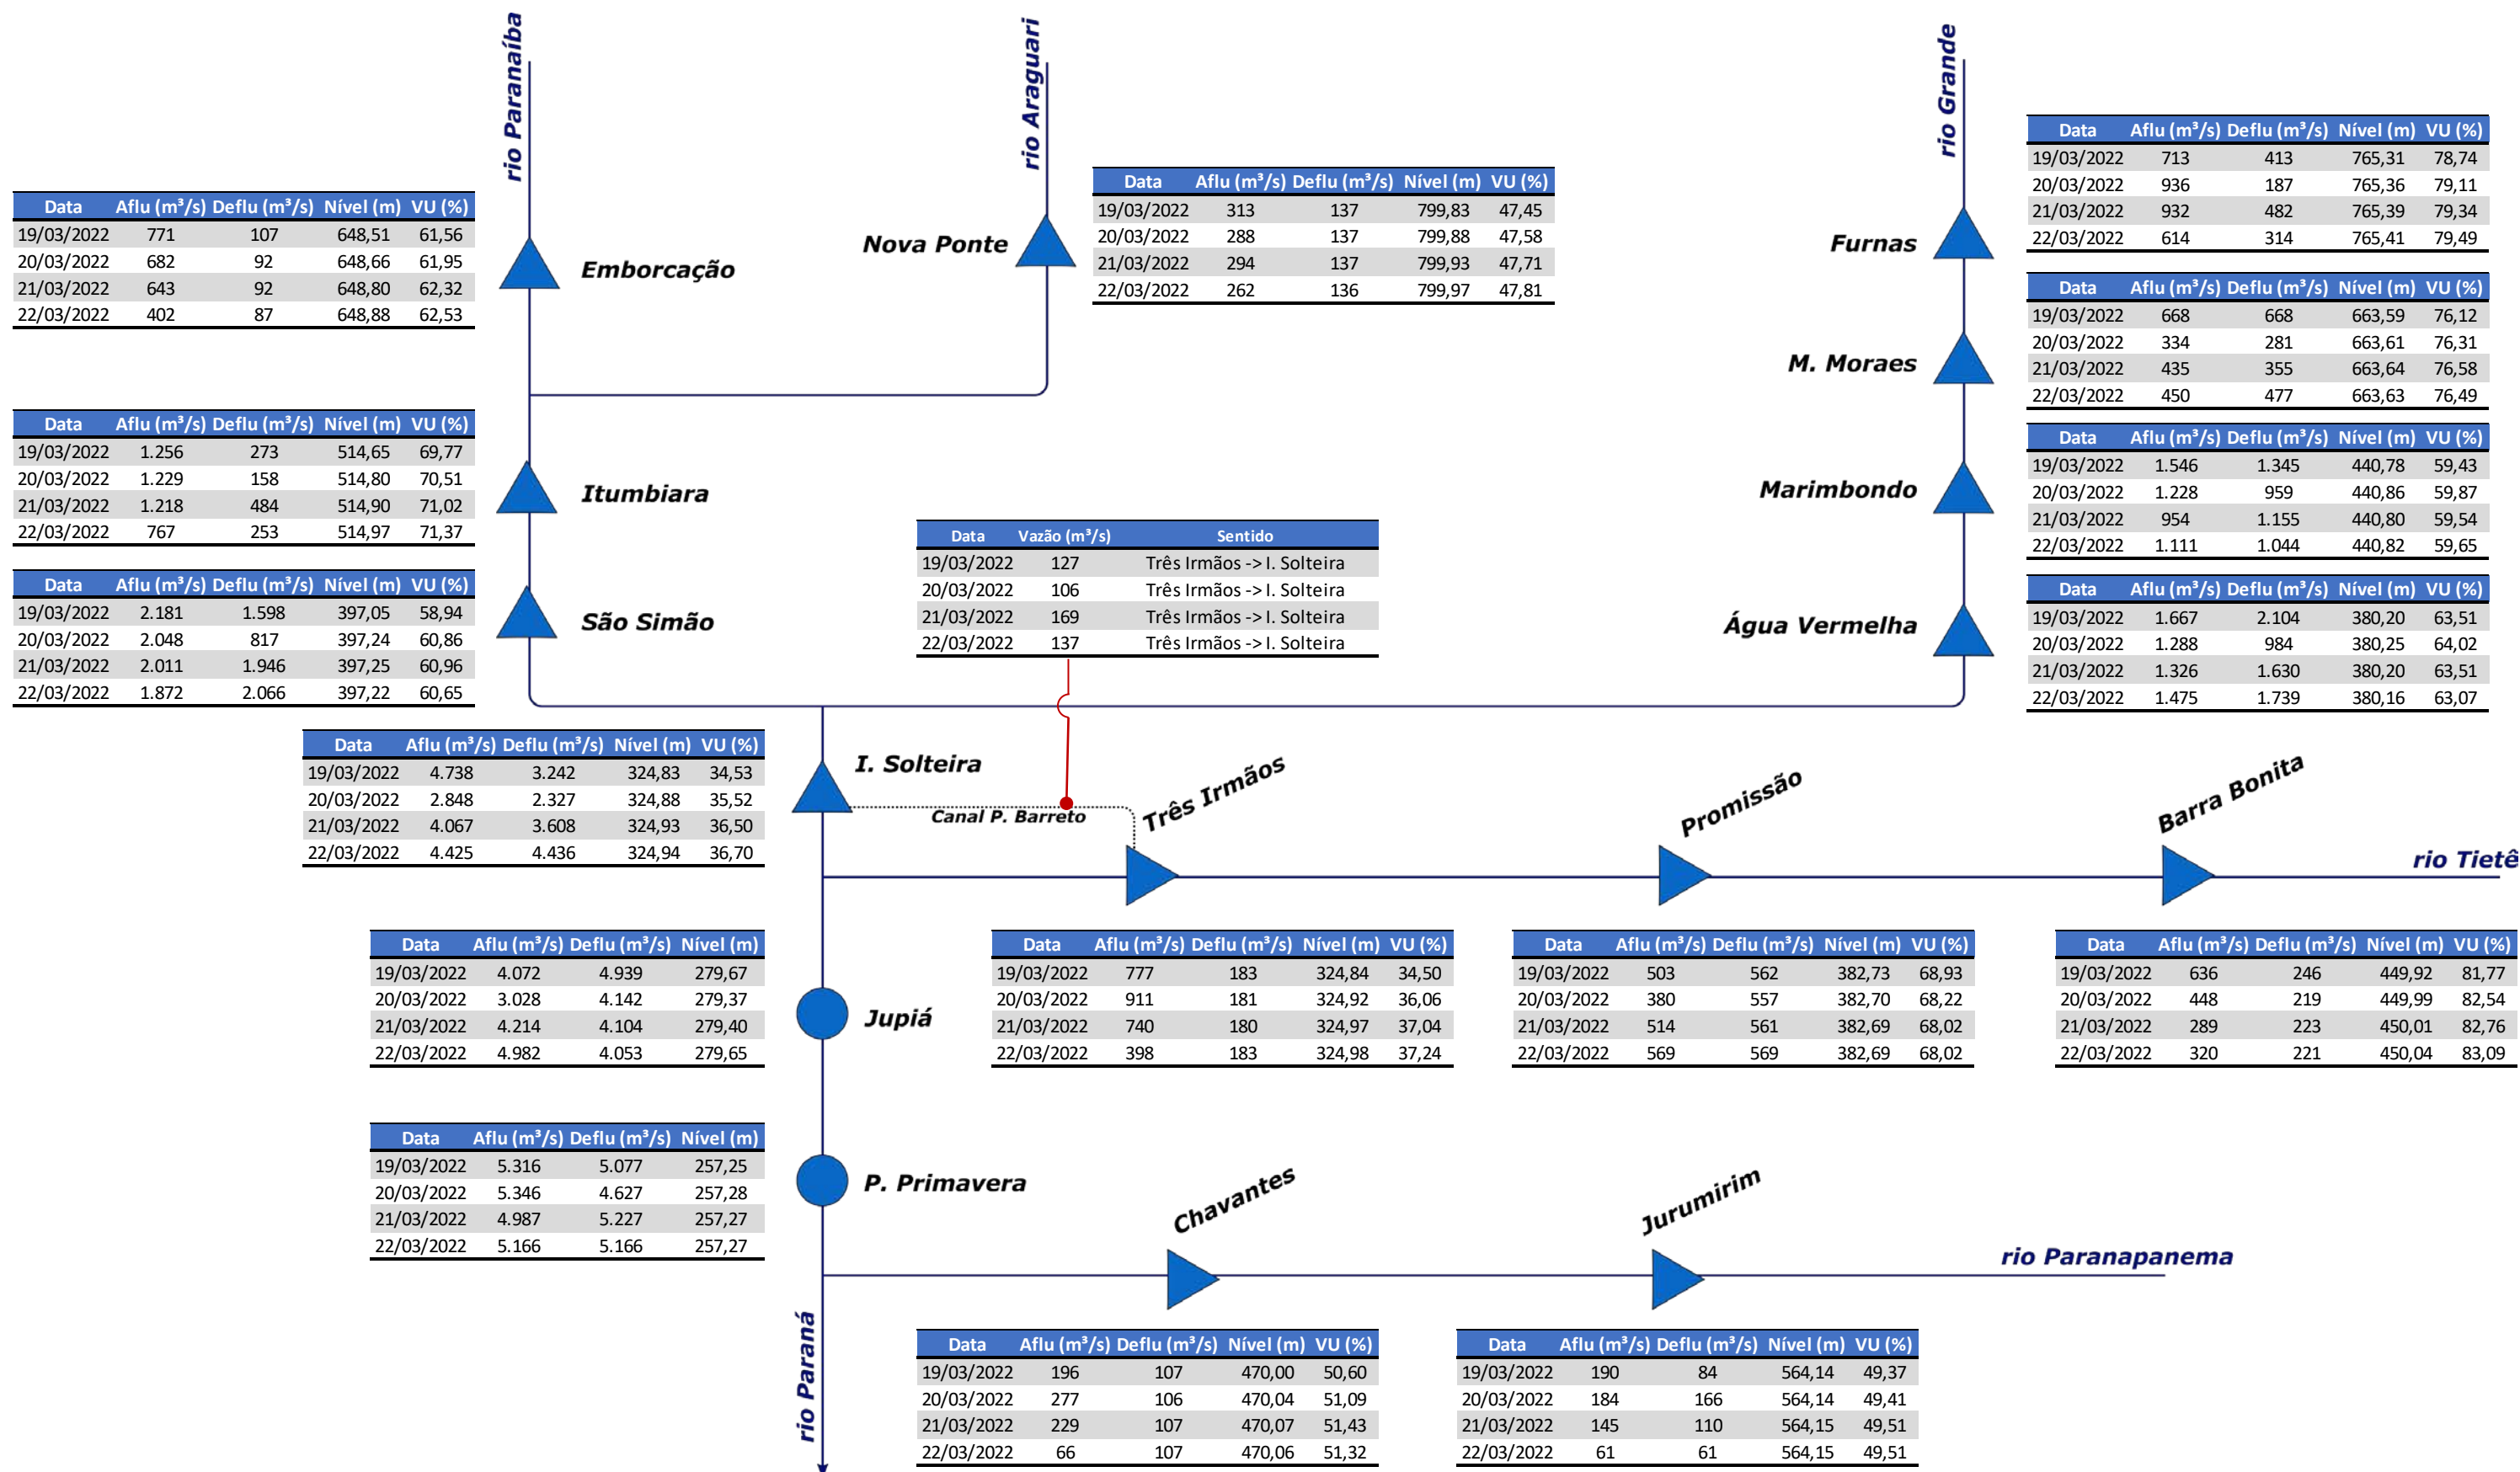 rio Paranaíba
rio Araguari
rio Grande
Data Aflu (m³/s) Deflu (m³/s) Nível (m) VU (%)
19/03/2022 713 413 765,31 78,74
20/03/2022 936 187 765,36 79,11
21/03/2022 932 482 765,39 79,34
22/03/2022 614 314 765,41 79,49
Furnas
Data Aflu (m³/s) Deflu (m³/s) Nível (m) VU (%)
19/03/2022 313 137 799,83 47,45
20/03/2022 288 137 799,88 47,58
21/03/2022 294 137 799,93 47,71
22/03/2022 262 136 799,97 47,81
Nova Ponte
Data Aflu (m³/s) Deflu (m³/s) Nível (m) VU (%)
19/03/2022 771 107 648,51 61,56
20/03/2022 682 92 648,66 61,95
21/03/2022 643 92 648,80 62,32
22/03/2022 402 87 648,88 62,53
Emborcação
Data Aflu (m³/s) Deflu (m³/s) Nível (m) VU (%)
19/03/2022 668 668 663,59 76,12
20/03/2022 334 281 663,61 76,31
21/03/2022 435 355 663,64 76,58
22/03/2022 450 477 663,63 76,49
M. Moraes
Data Aflu (m³/s) Deflu (m³/s) Nível (m) VU (%)
19/03/2022 1.256 273 514,65 69,77
20/03/2022 1.229 158 514,80 70,51
21/03/2022 1.218 484 514,90 71,02
22/03/2022 767 253 514,97 71,37
Itumbiara
Data Aflu (m³/s) Deflu (m³/s) Nível (m) VU (%)
19/03/2022 1.546 1.345 440,78 59,43
20/03/2022 1.228 959 440,86 59,87
21/03/2022 954 1.155 440,80 59,54
22/03/2022 1.111 1.044 440,82 59,65
Marimbondo
Data Vazão (m³/s) Sentido
19/03/2022 127 Três Irmãos -> I. Solteira
20/03/2022 106 Três Irmãos -> I. Solteira
21/03/2022 169 Três Irmãos -> I. Solteira
22/03/2022 137 Três Irmãos -> I. Solteira
Data Aflu (m³/s) Deflu (m³/s) Nível (m) VU (%)
19/03/2022 2.181 1.598 397,05 58,94
20/03/2022 2.048 817 397,24 60,86
21/03/2022 2.011 1.946 397,25 60,96
22/03/2022 1.872 2.066 397,22 60,65
São Simão
Data Aflu (m³/s) Deflu (m³/s) Nível (m) VU (%)
19/03/2022 1.667 2.104 380,20 63,51
20/03/2022 1.288 984 380,25 64,02
21/03/2022 1.326 1.630 380,20 63,51
22/03/2022 1.475 1.739 380,16 63,07
Água Vermelha
Data Aflu (m³/s) Deflu (m³/s) Nível (m) VU (%)
19/03/2022 4.738 3.242 324,83 34,53
20/03/2022 2.848 2.327 324,88 35,52
21/03/2022 4.067 3.608 324,93 36,50
22/03/2022 4.425 4.436 324,94 36,70
I. Solteira
Canal P. Barreto
Três Irmãos
Promissão
Barra Bonita
rio Tietê
Data Aflu (m³/s) Deflu (m³/s) Nível (m)
19/03/2022 4.072 4.939 279,67
20/03/2022 3.028 4.142 279,37
21/03/2022 4.214 4.104 279,40
22/03/2022 4.982 4.053 279,65
Jupiá
Data Aflu (m³/s) Deflu (m³/s) Nível (m) VU (%)
19/03/2022 777 183 324,84 34,50
20/03/2022 911 181 324,92 36,06
21/03/2022 740 180 324,97 37,04
22/03/2022 398 183 324,98 37,24
Data Aflu (m³/s) Deflu (m³/s) Nível (m) VU (%)
19/03/2022 503 562 382,73 68,93
20/03/2022 380 557 382,70 68,22
21/03/2022 514 561 382,69 68,02
22/03/2022 569 569 382,69 68,02
Data Aflu (m³/s) Deflu (m³/s) Nível (m) VU (%)
19/03/2022 636 246 449,92 81,77
20/03/2022 448 219 449,99 82,54
21/03/2022 289 223 450,01 82,76
22/03/2022 320 221 450,04 83,09
Data Aflu (m³/s) Deflu (m³/s) Nível (m)
19/03/2022 5.316 5.077 257,25
20/03/2022 5.346 4.627 257,28
21/03/2022 4.987 5.227 257,27
22/03/2022 5.166 5.166 257,27
P. Primavera
Chavantes
Jurumirim
rio Paranapanema
rio Paraná
Data Aflu (m³/s) Deflu (m³/s) Nível (m) VU (%)
19/03/2022 196 107 470,00 50,60
20/03/2022 277 106 470,04 51,09
21/03/2022 229 107 470,07 51,43
22/03/2022 66 107 470,06 51,32
Data Aflu (m³/s) Deflu (m³/s) Nível (m) VU (%)
19/03/2022 190 84 564,14 49,37
20/03/2022 184 166 564,14 49,41
21/03/2022 145 110 564,15 49,51
22/03/2022 61 61 564,15 49,51